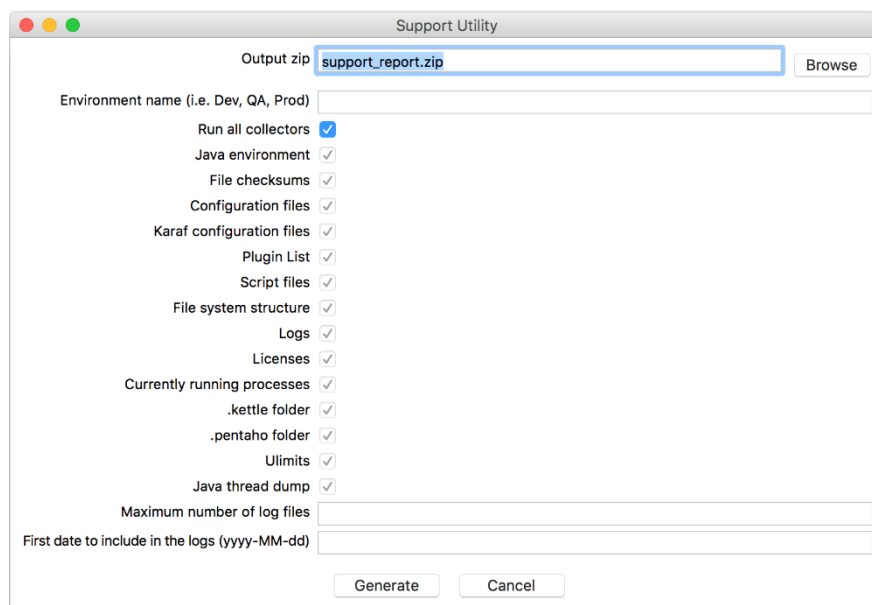 Support Utility
Output zip support_report.zip Browse
Environment name (i.e. Dev, QA, Prod)
Run all collectors
Java environment
File checksums
Configuration files
Karaf configuration files
Plugin List
Script files
File system structure
Logs
Licenses
Currently running processes
.kettle folder
.pentaho folder
Ulimits
Java thread dump
Maximum number of log files
First date to include in the logs (yyyy-MM-dd)
Generate Cancel